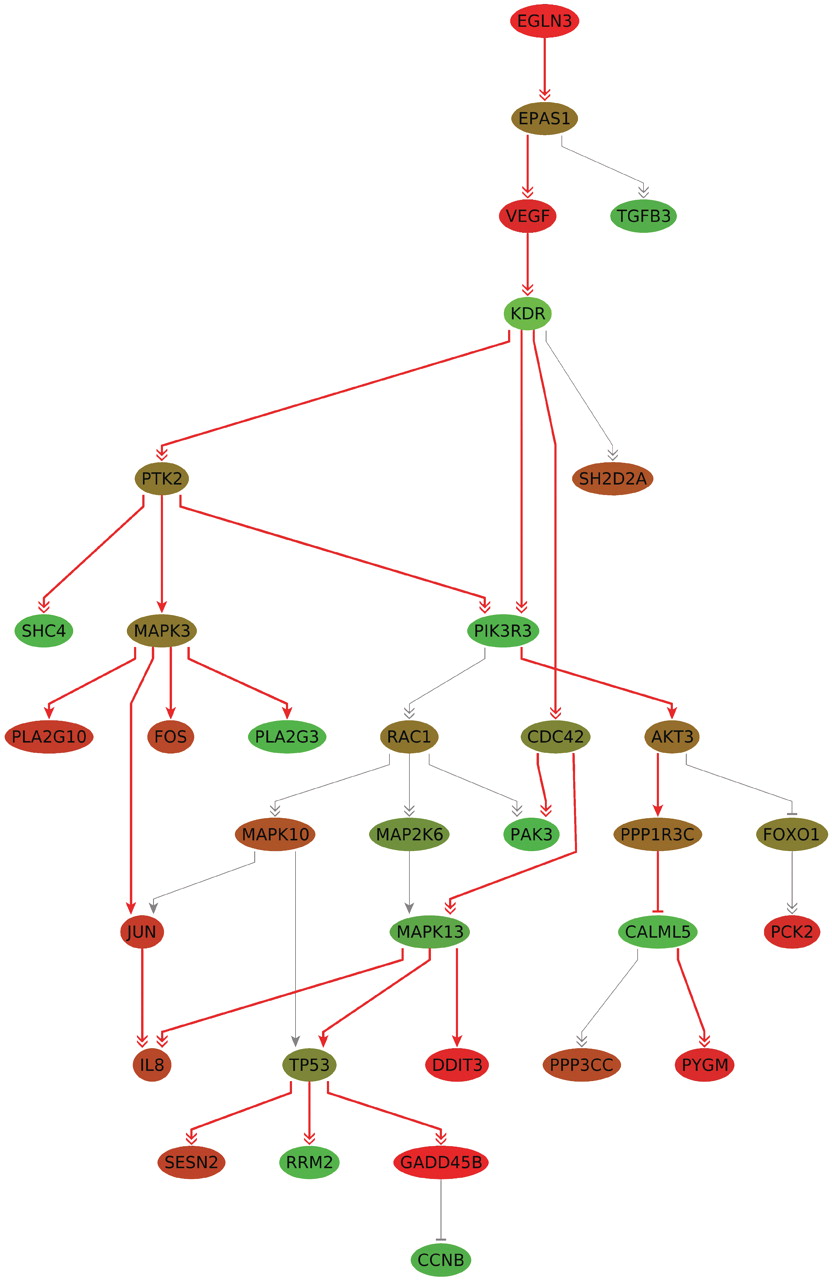 EGLN3
EPAS1
VEGF TGFB3
KDR
PTK2 SH2D2A
SHC4 MAPK3 PIK3R3
PLA2G10 FOS PLA2G3 RAC1 CDC42 AKT3
MAPK10 MAP2K6 PAK3 PPP1R3C FOXO1
JUN MAPK13 CALML5 PCK2
IL8 TP53 DDIT3 PPP3CC PYGM
SESN2 RRM2 GADD45B
CCNB